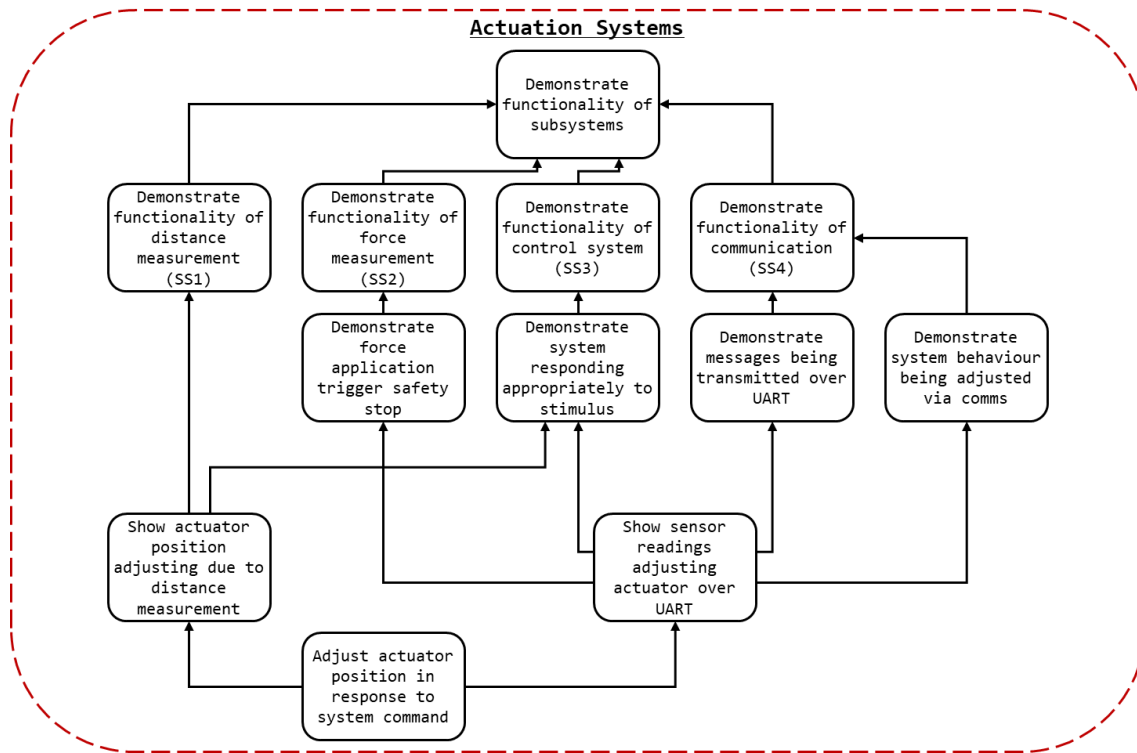 Actuation Systems
Demonstrate
functionality of
subsystems
Demonstrate
functionality of
distance
measurement
(SS1)
Demonstrate
functionality of
force
measurement
(SS2)
Demonstrate
functionality of
control system
(SS3)
Demonstrate
functionality of
communication
(SS4)
Demonstrate
force
application
trigger safety
stop
Demonstrate
system
responding
appropriately to
stimulus
Demonstrate
messages being
transmitted over
UART
Demonstrate
system behaviour
being adjusted
via comms
Show actuator
position
adjusting due to
distance
measurement
Show sensor
readings
adjusting
actuator over
UART
Adjust actuator
position in
response to
system command